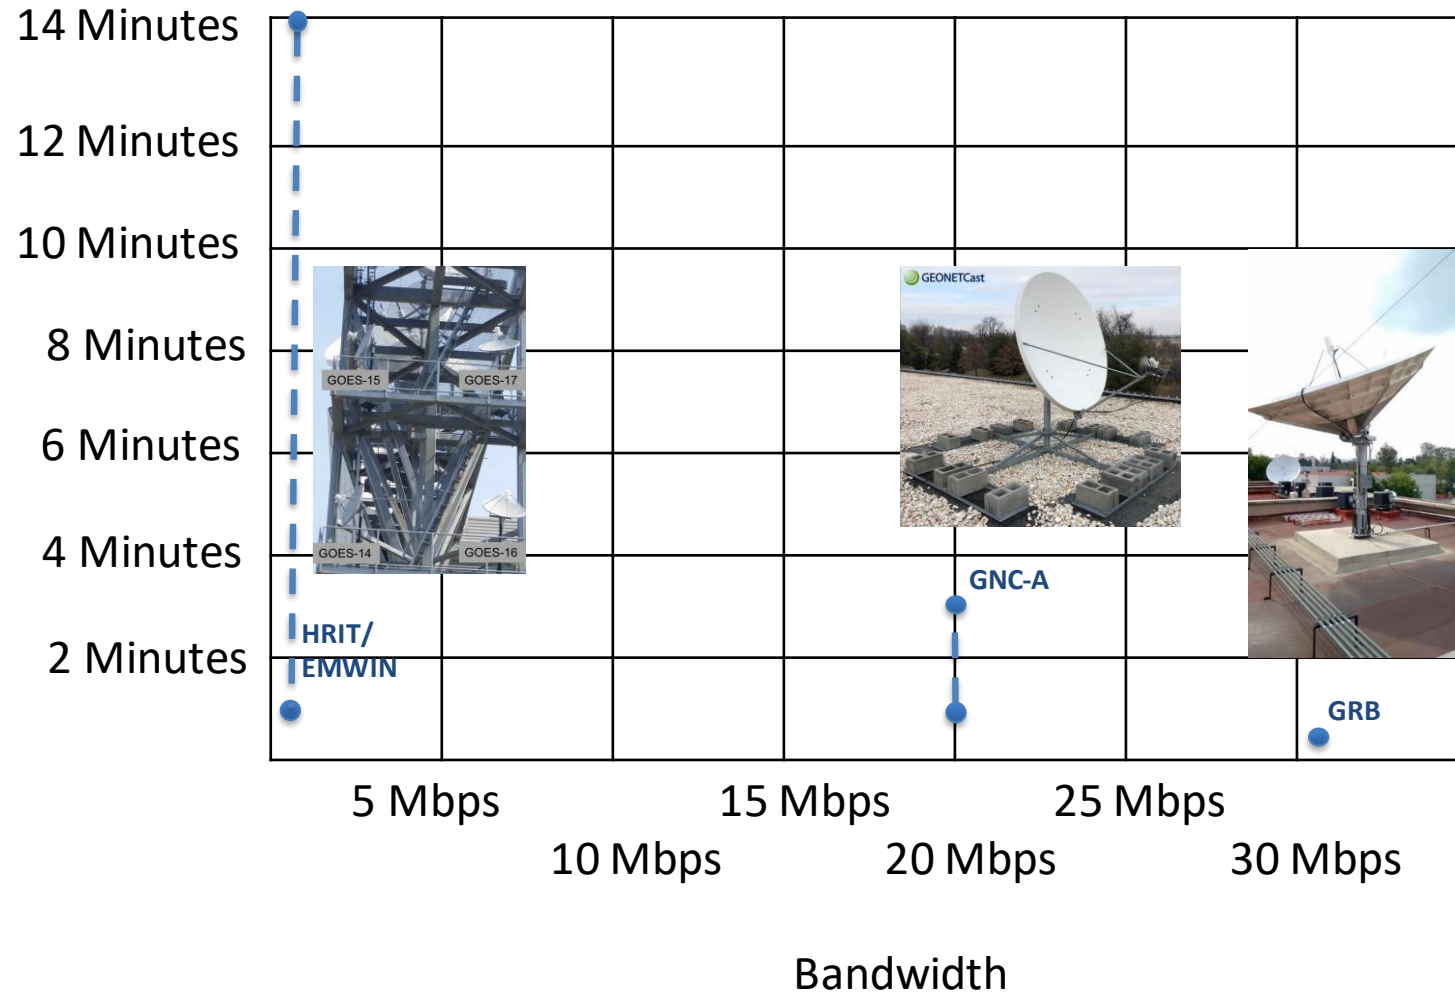 14 Minutes
12 Minutes
10 Minutes
8 Minutes
6 Minutes
4 Minutes
2 Minutes
GEONETCast
GOES-15
GOES-17
GOES-14
GOES-16
GNC-A
HRIT/
EMWIN
GRB
5 Mbps
15 Mbps
25 Mbps
10 Mbps
20 Mbps
30 Mbps
Bandwidth